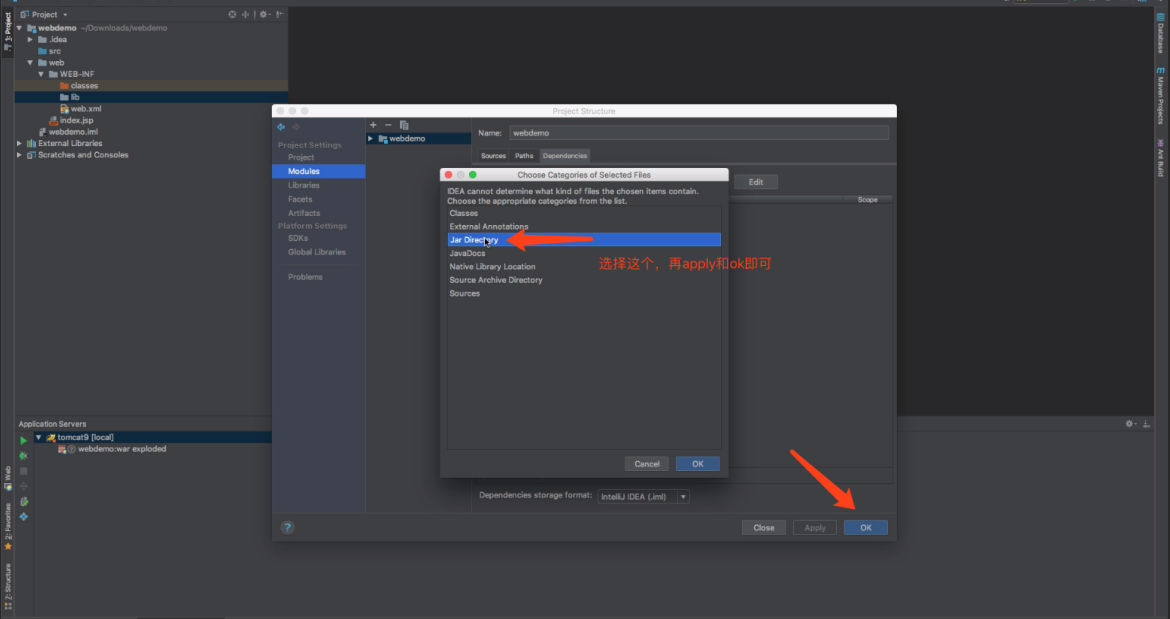 Project
webdemo ~/Downloads/webdemo
.idea
src
web
WEB-INF
classes
lib
web.xml
index.jsp
webdemo.iml
External Libraries
Scratches and Consoles
1: Project
Database
Maven Projects
Ant Build
Project Structure
Project Settings
Project
Modules
Libraries
Facets
Artifacts
Platform Settings
SDKs
Global Libraries
Problems
webdemo
Name: webdemo
Sources Paths Dependencies
Edit
Scope
Choose Categories of Selected Files
IDEA cannot determine what kind of files the chosen items contain.
Choose the appropriate categories from the list.
Classes
External Annotations
Jar Directory
JavaDocs
Native Library Location
Source Archive Directory
Sources
选择这个，再apply和ok即可
Cancel OK
Dependencies storage format: IntelliJ IDEA (.iml)
? Close Apply OK
Application Servers
tomcat9 [local]
webdemo:war exploded
Web
2: Favorites
Z: Structure